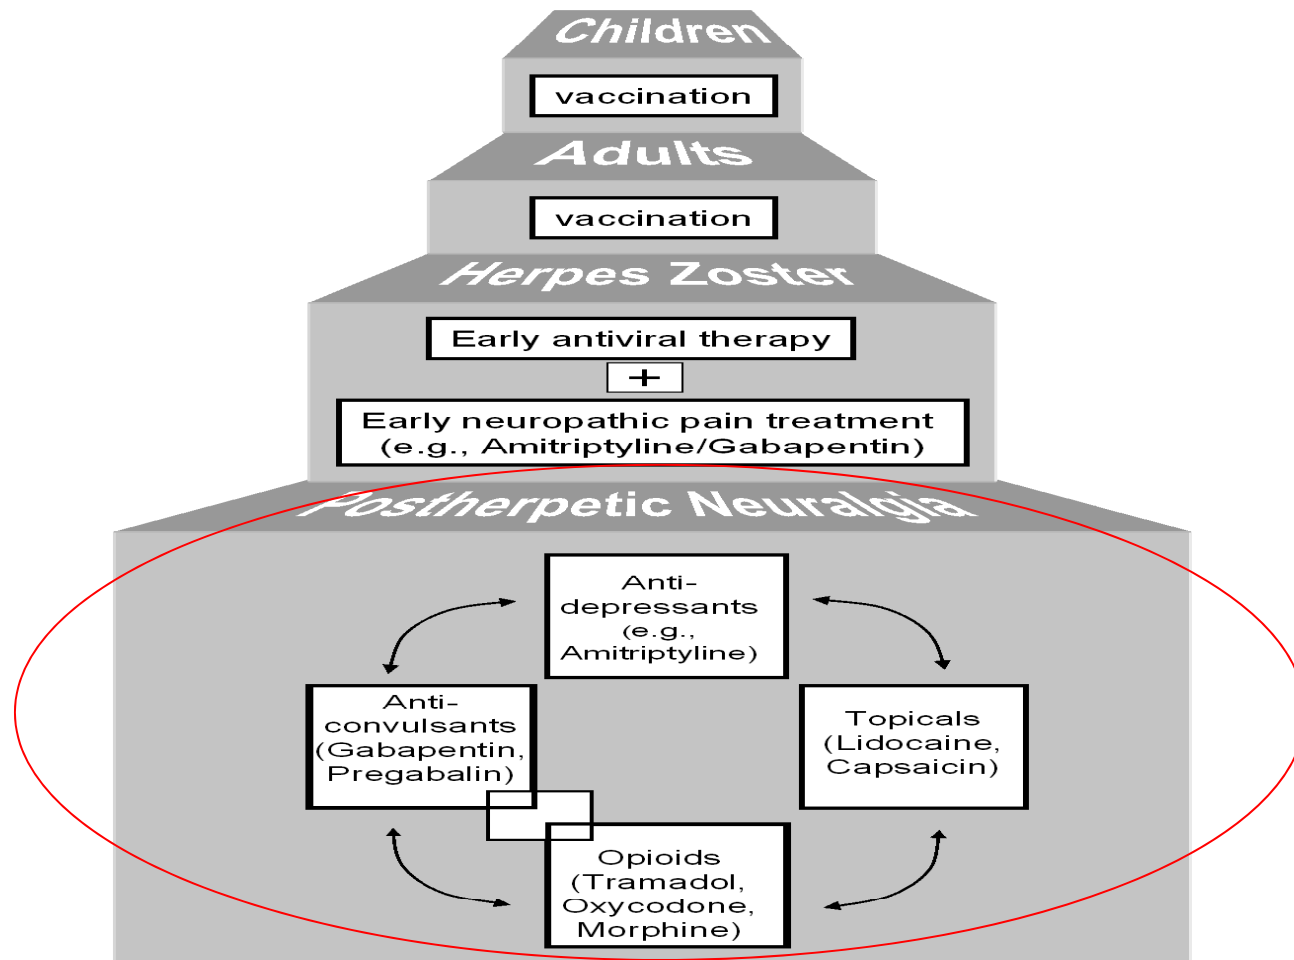 Children
vaccination
Adults
vaccination
Herpes Zoster
Early antiviral therapy
+
Early neuropathic pain treatment
(e.g., Amitriptyline/Gabapentin)
Postherpetic Neuralgia
Anti-
depressants
(e.g.,
Amitriptyline)
Anti-
convulsants
(Gabapentin,
Pregabalin)
Topicals
(Lidocaine,
Capsaicin)
Opioids
(Tramadol,
Oxycodone,
Morphine)